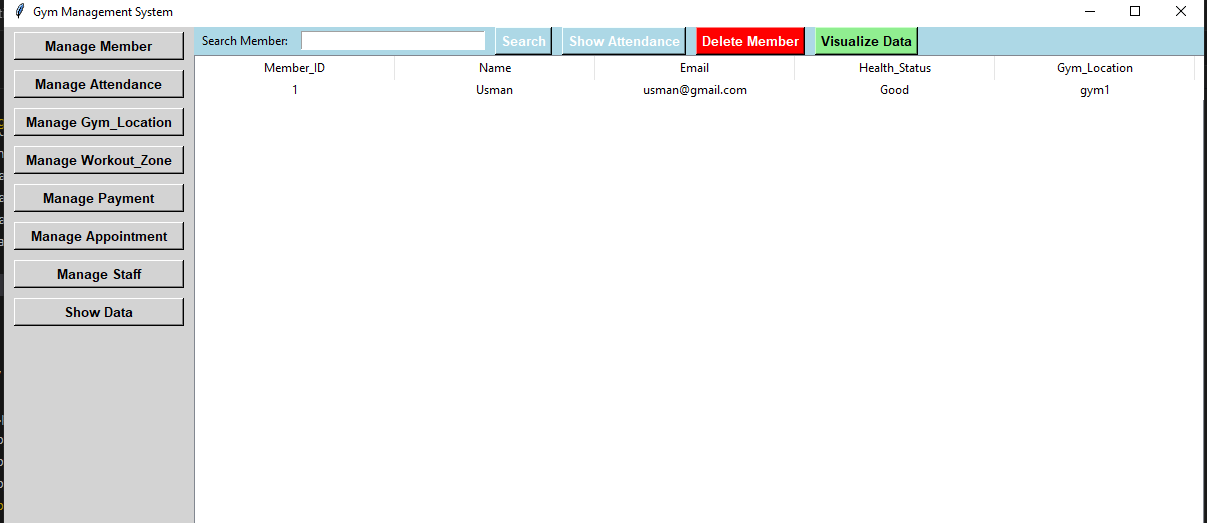 Gym Management System
Manage Member
Manage Attendance
Manage Gym_Location
Manage Workout_Zone
Manage Payment
Manage Appointment
Manage Staff
Show Data
Search Member: Search Show Attendance Delete Member Visualize Data
Member_ID Name Email Health_Status Gym_Location
1 Usman usman@gmail.com Good gym1